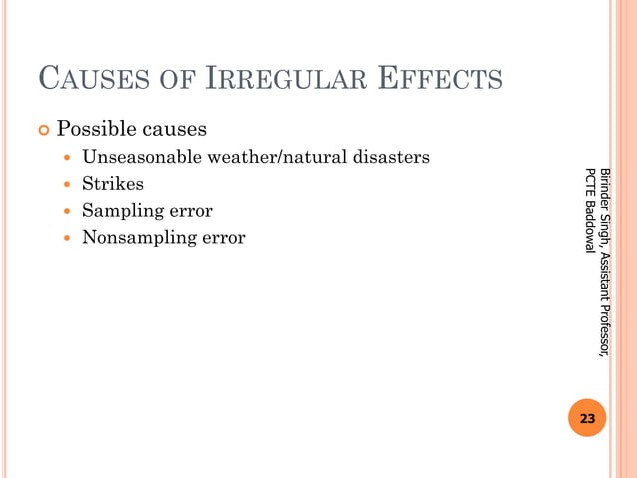 CAUSES OF IRREGULAR EFFECTS
Possible causes
Unseasonable weather/natural disasters
Strikes
Sampling error
Nonsampling error
Birinder Singh, Assistant Professor,
PCTE Baddowal
23